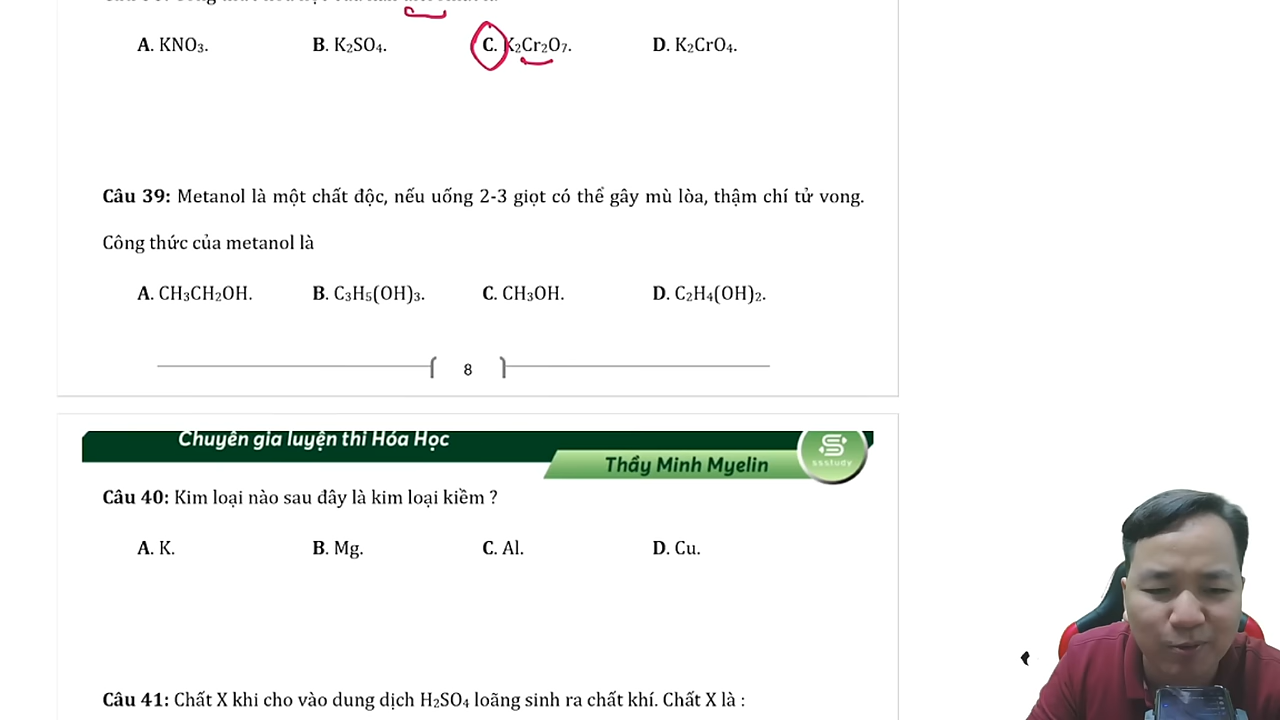 A. KNO₃. B. K₂SO₄. C. K₂Cr₂O₇. D. K₂CrO₄.
Câu 39: Metanol là một chất độc, nếu uống 2-3 giọt có thể gây mù lòa, thậm chí tử vong.
Công thức của metanol là
A. CH₃CH₂OH. B. C₃H₅(OH)₃. C. CH₃OH. D. C₂H₄(OH)₂.
8
Chuyên gia luyện thi Hóa Học
Thầy Minh Myelin
ssstudy
Câu 40: Kim loại nào sau đây là kim loại kiềm ?
A. K. B. Mg. C. Al. D. Cu.
Câu 41: Chất X khi cho vào dung dịch H₂SO₄ loãng sinh ra chất khí. Chất X là :